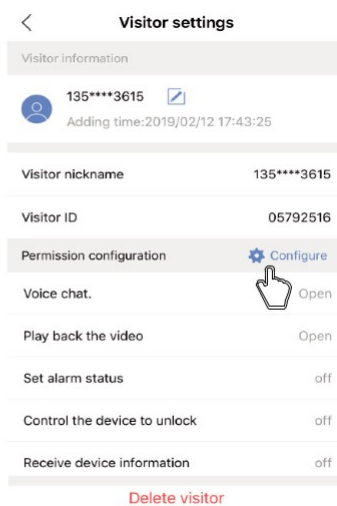 Visitor settings
Visitor information
135****3615
Adding time:2019/02/12 17:43:25
Visitor nickname 135****3615
Visitor ID 05792516
Permission configuration Configure
Voice chat. Open
Play back the video Open
Set alarm status off
Control the device to unlock off
Receive device information off
Delete visitor